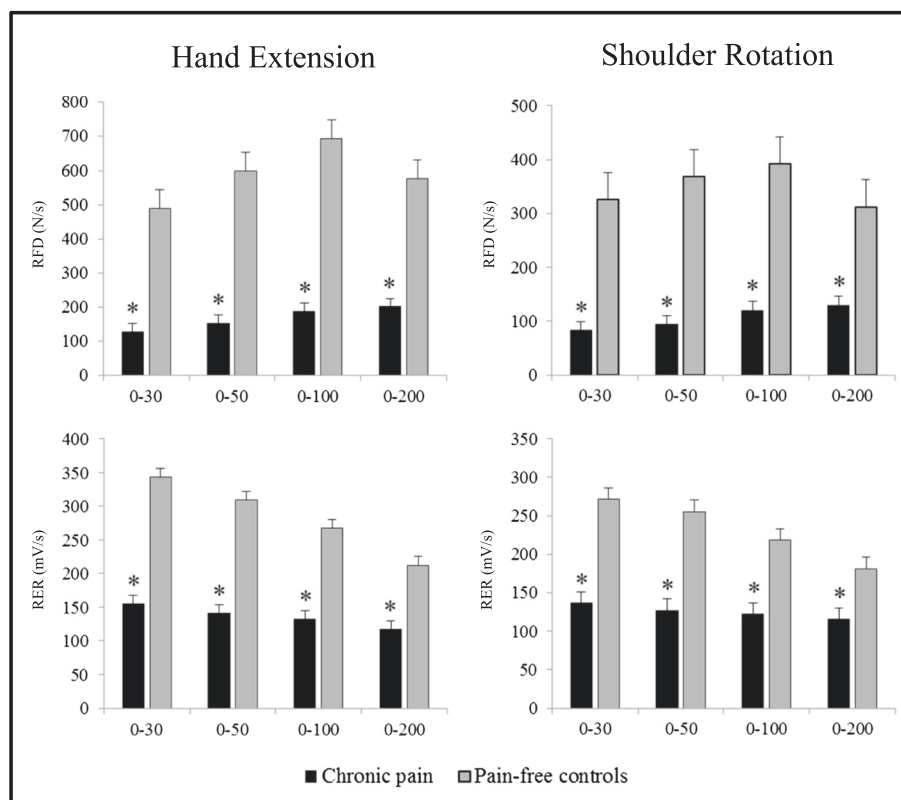 Hand Extension
800
700
600
500
400
300
200
100
0
RFD (N/s)
* * * *
0-30 0-50 0-100 0-200
Shoulder Rotation
500
400
300
200
100
0
RFD (N/s)
* * * *
0-30 0-50 0-100 0-200
400
350
300
250
200
150
100
50
0
RER (mV/s)
* * * *
0-30 0-50 0-100 0-200
350
300
250
200
150
100
50
0
RER (mV/s)
* * * *
0-30 0-50 0-100 0-200
Chronic pain Pain-free controls